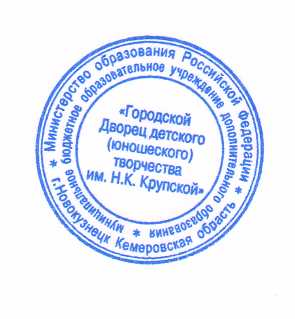 * Министерство образования Российской Федерации *
г.Новокузнецк Кемеровская область
* муниципальное бюджетное образовательное учреждение дополнительного образования
«Городской
Дворец детского
(юношеского)
творчества
им. Н.К. Крупской»